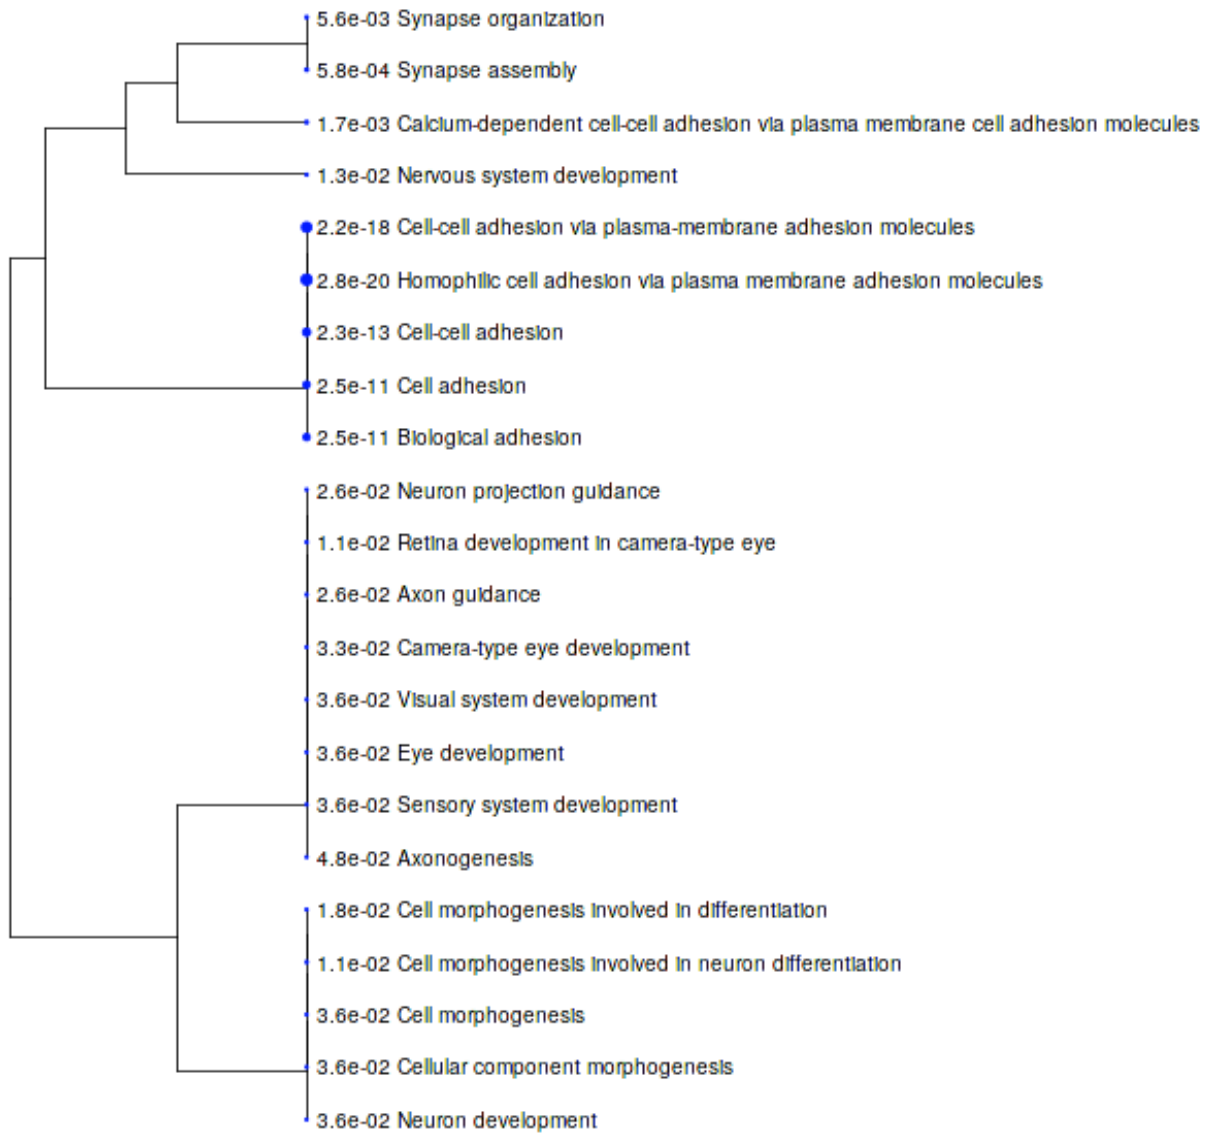 5.6e-03 Synapse organization
5.8e-04 Synapse assembly
1.7e-03 Calcium-dependent cell-cell adhesion via plasma membrane cell adhesion molecules
1.3e-02 Nervous system development
2.2e-18 Cell-cell adhesion via plasma-membrane adhesion molecules
2.8e-20 Homophilic cell adhesion via plasma membrane adhesion molecules
2.3e-13 Cell-cell adhesion
2.5e-11 Cell adhesion
2.5e-11 Biological adhesion
2.6e-02 Neuron projection guidance
1.1e-02 Retina development in camera-type eye
2.6e-02 Axon guidance
3.3e-02 Camera-type eye development
3.6e-02 Visual system development
3.6e-02 Eye development
3.6e-02 Sensory system development
4.8e-02 Axonogenesis
1.8e-02 Cell morphogenesis involved in differentiation
1.1e-02 Cell morphogenesis involved in neuron differentiation
3.6e-02 Cell morphogenesis
3.6e-02 Cellular component morphogenesis
3.6e-02 Neuron development